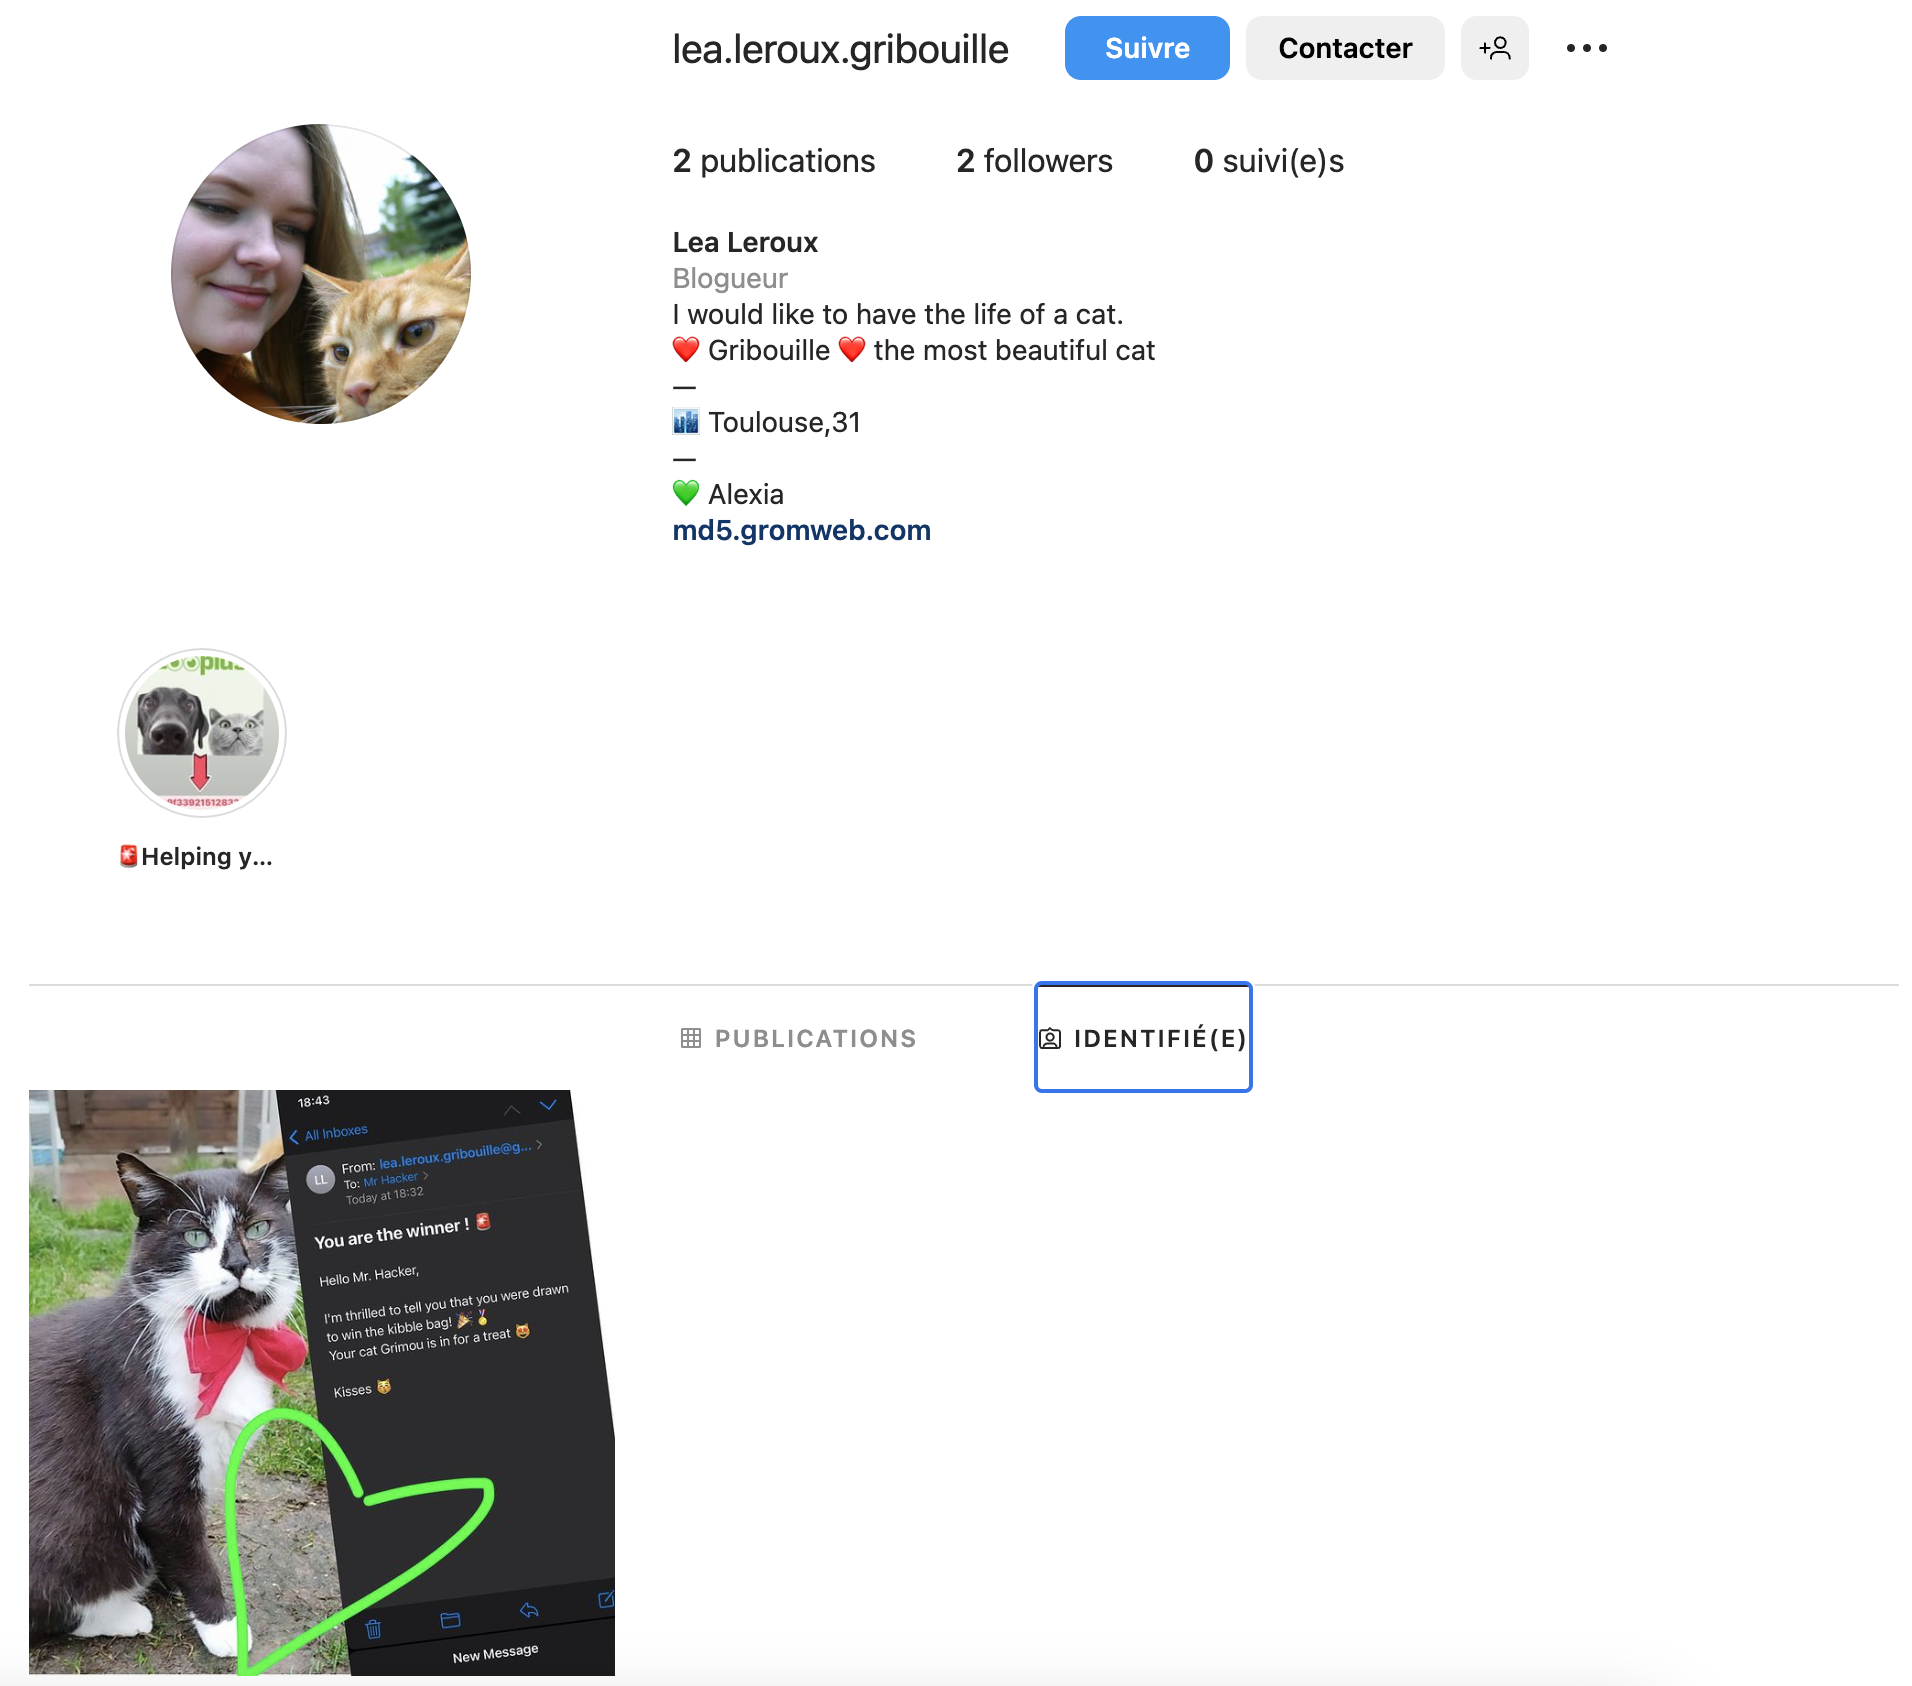 lea.leroux.gribouille Suivre Contacter
2 publications 2 followers 0 suivi(e)s
Lea Leroux
Blogueur
I would like to have the life of a cat.
❤️ Gribouille ❤️ the most beautiful cat
—
🏙️ Toulouse,31
—
💚 Alexia
md5.gromweb.com
🚨Helping y...
PUBLICATIONS IDENTIFIÉ(E)
18:43
All Inboxes
LL
From: lea.leroux.gribouille@g...
To: Mr Hacker
Today at 18:32
You are the winner ! 🚨
Hello Mr. Hacker,
I'm thrilled to tell you that you were drawn
to win the kibble bag! 🎉🏅
Your cat Grimou is in for a treat 😻
Kisses 😽
New Message